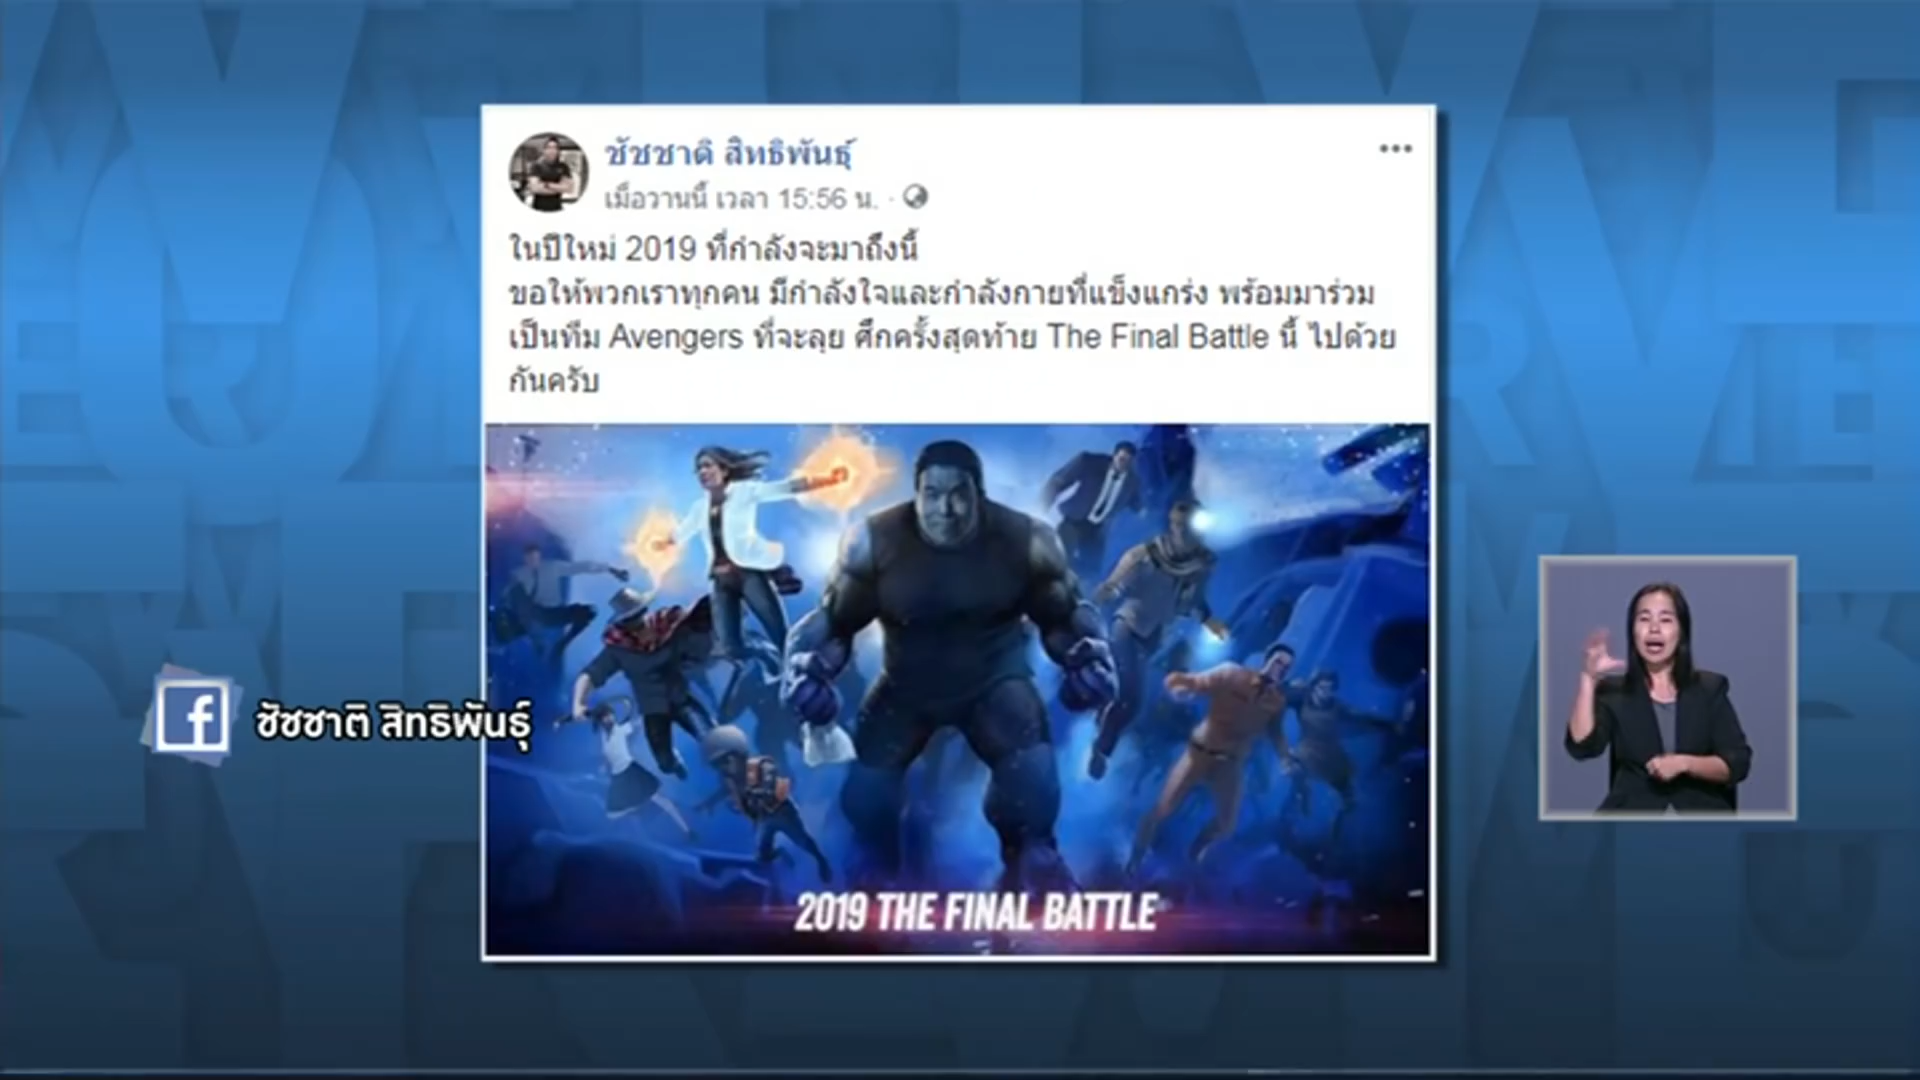 ชัชชาติ สิทธิพันธุ์
เมื่อวานนี้ เวลา 15:56 น. ·
ในปีใหม่ 2019 ที่กำลังจะมาถึงนี้
ขอให้พวกเราทุกคน มีกำลังใจและกำลังกายที่แข็งแกร่ง พร้อมมาร่วม
เป็นทีม Avengers ที่จะลุย ศึกครั้งสุดท้าย The Final Battle นี้ ไปด้วย
กันครับ
f ชัชชาติ สิทธิพันธุ์
2019 THE FINAL BATTLE